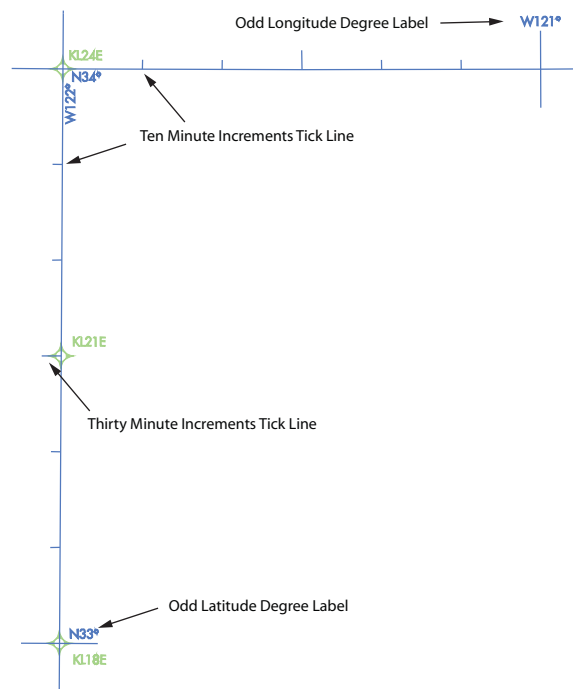 Odd Longitude Degree Label
W121°
KL24E
N34°
W122°
Ten Minute Increments Tick Line
KL21E
Thirty Minute Increments Tick Line
Odd Latitude Degree Label
N33°
KL18E